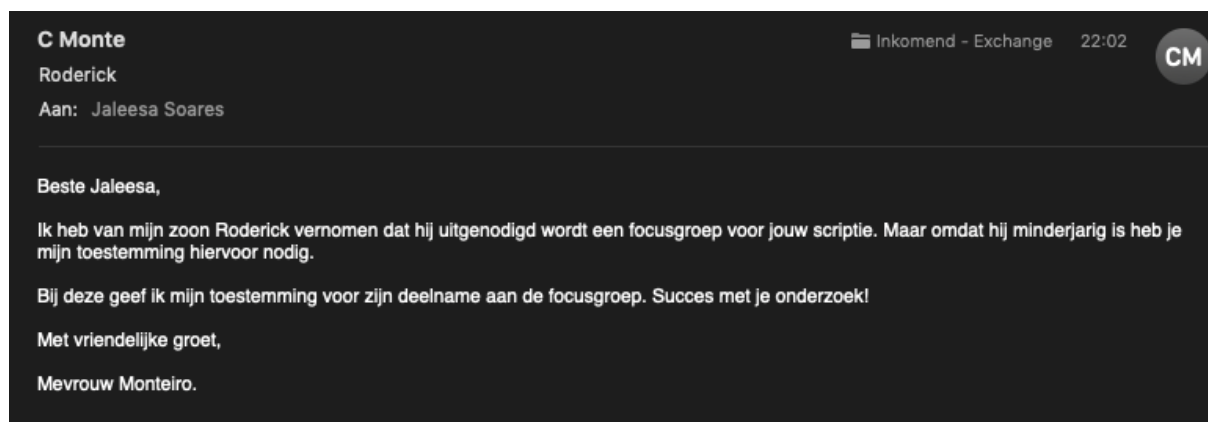 C Monte
Inkomend - Exchange 22:02
CM
Roderick
Aan: Jaleesa Soares
Beste Jaleesa,
Ik heb van mijn zoon Roderick vernomen dat hij uitgenodigd wordt een focusgroep voor jouw scriptie. Maar omdat hij minderjarig is heb je
mijn toestemming hiervoor nodig.
Bij deze geef ik mijn toestemming voor zijn deelname aan de focusgroep. Succes met je onderzoek!
Met vriendelijke groet,
Mevrouw Monteiro.